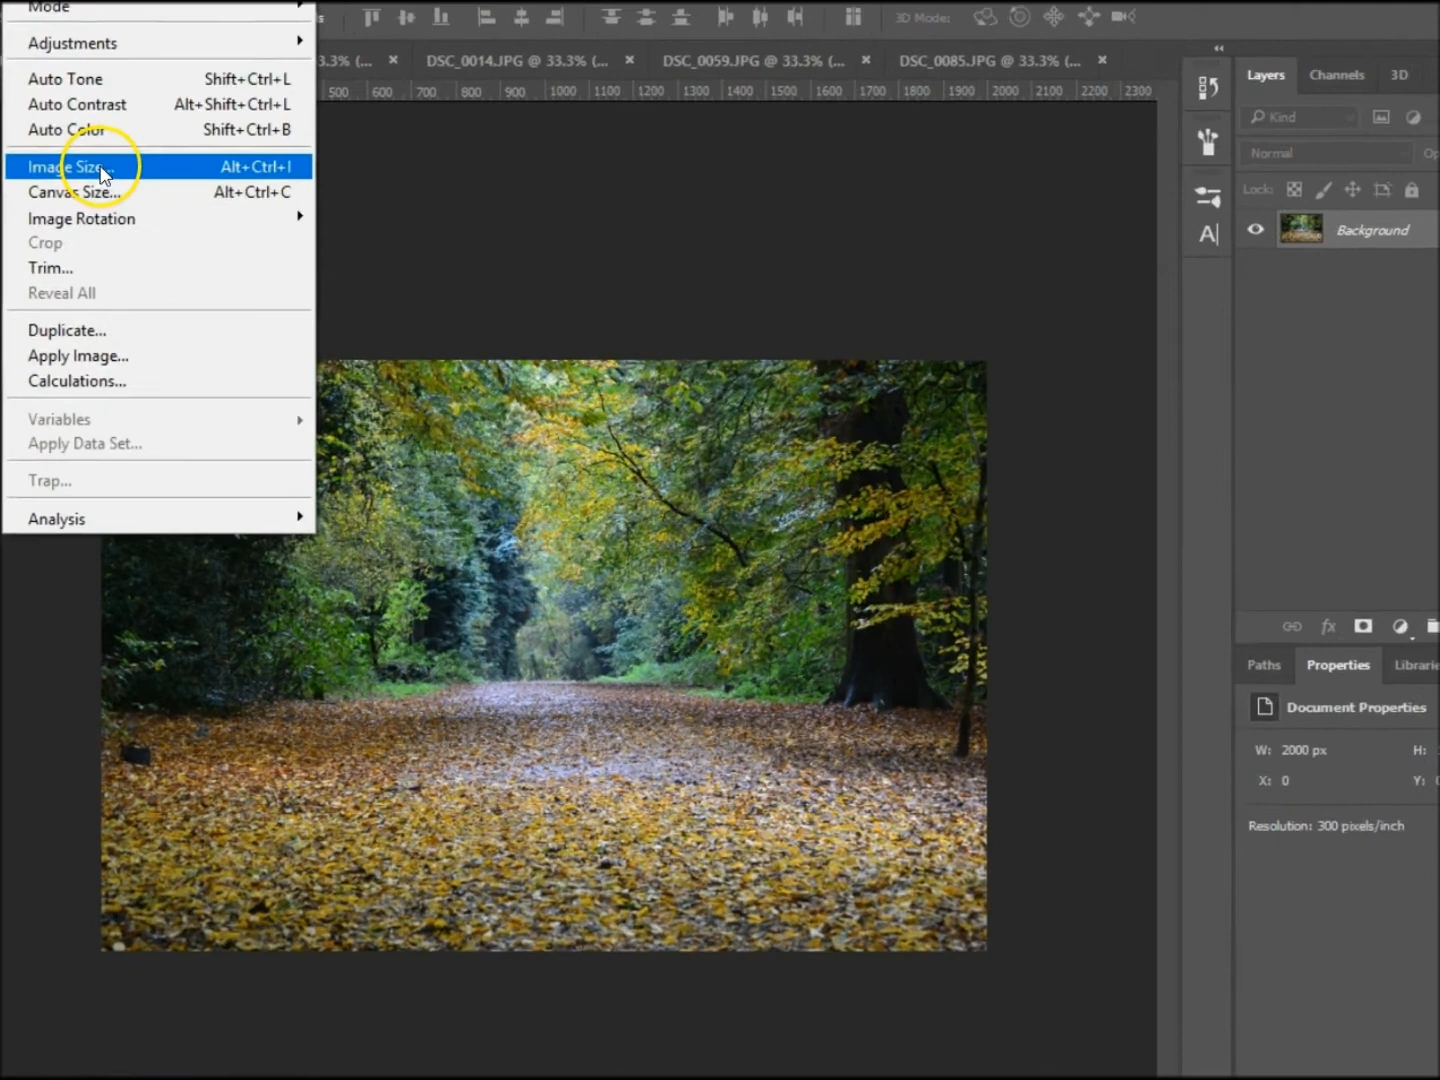 Mode
3D Mode:
Adjustments
3.3% (...
DSC_0014.JPG @ 33.3% (...
DSC_0059.JPG @ 33.3% (...
DSC_0085.JPG @ 33.3% (...
Layers
Channels
3D
Auto Tone Shift+Ctrl+L
500 600 700 800 900 1000 1100 1200 1300 1400 1500 1600 1700 1800 1900 2000 2100 2200 2300
Auto Contrast Alt+Shift+Ctrl+L
Kind
Auto Color Shift+Ctrl+B
Normal
Op
Image Size... Alt+Ctrl+I
Canvas Size... Alt+Ctrl+C
Lock:
Image Rotation
A
Background
Crop
Trim...
Reveal All
Duplicate...
Apply Image...
Calculations...
Variables
Apply Data Set...
Trap...
Analysis
fx
Paths
Properties
Librarie
Document Properties
W: 2000 px H:
X: 0 Y:
Resolution: 300 pixels/inch